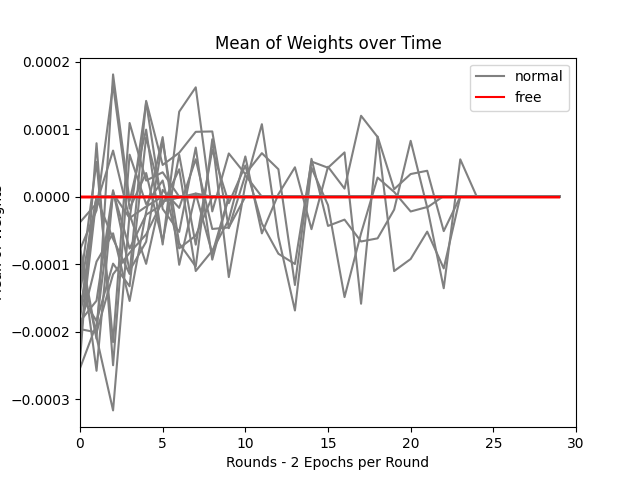 Mean of Weights over Time
0.0002
0.0001
0.0000
−0.0001
−0.0002
−0.0003
0 5 10 15 20 25 30
Rounds - 2 Epochs per Round
normal
free